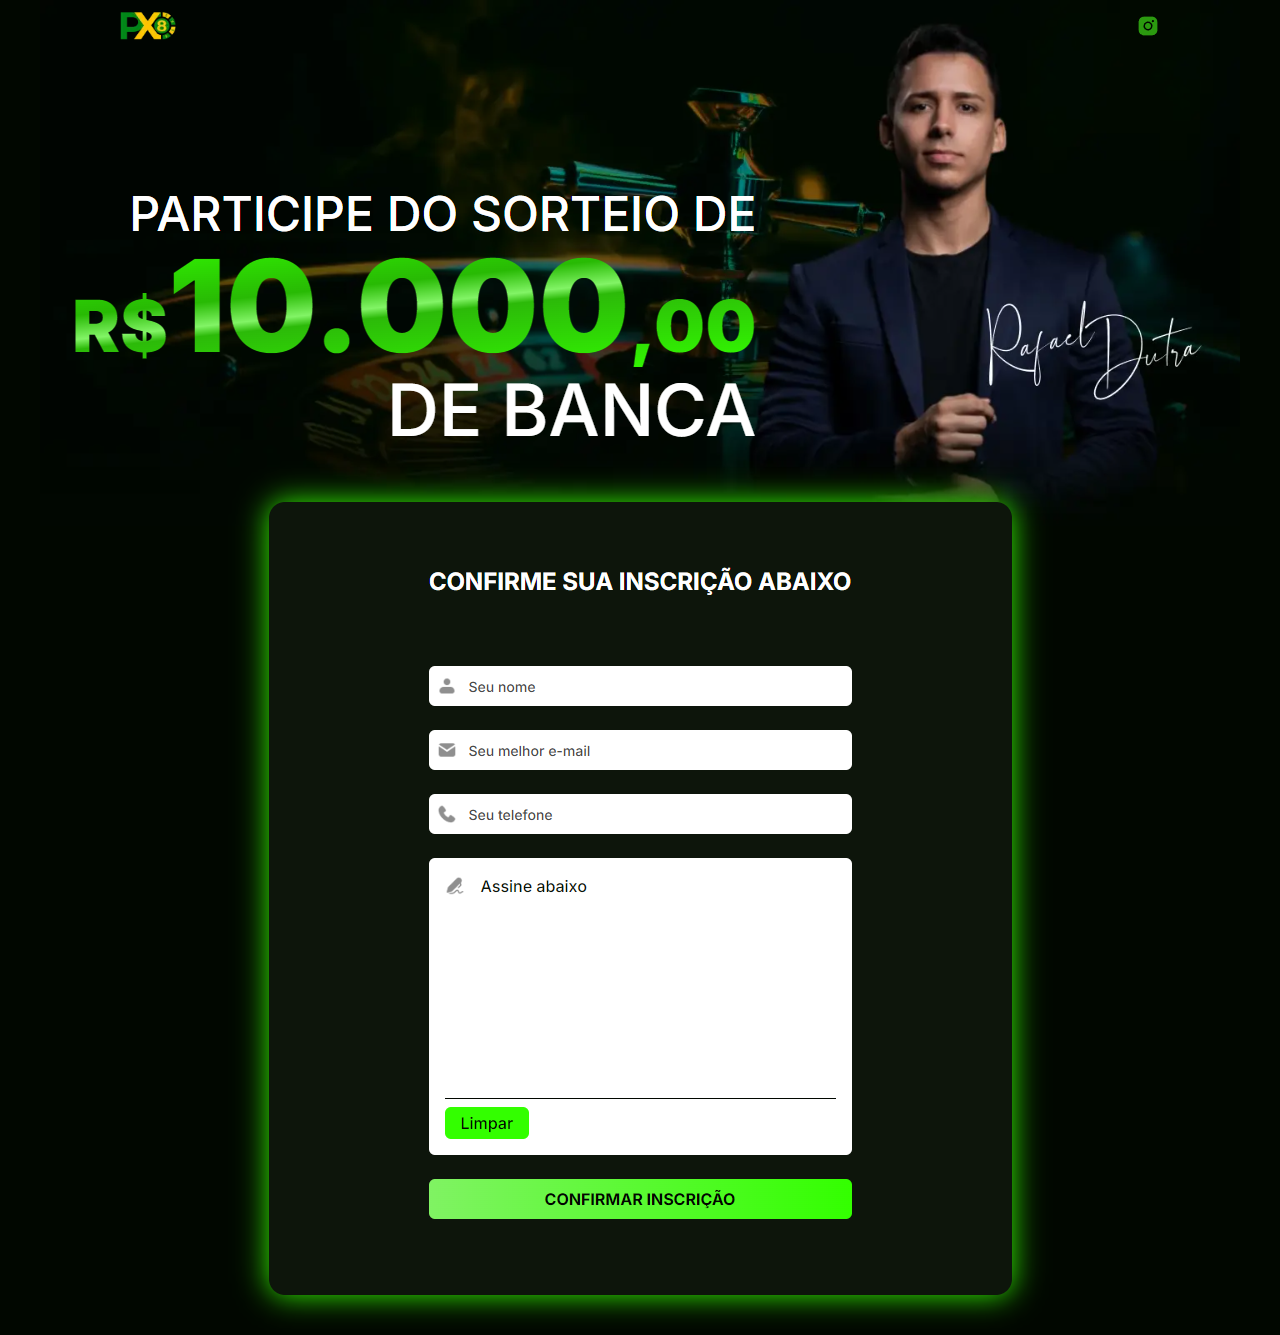 PX8
PARTICIPE DO SORTEIO DE
R$10.000,00
DE BANCA
Rafael Dutra
CONFIRME SUA INSCRIÇÃO ABAIXO
Seu nome
Seu melhor e-mail
Seu telefone
Assine abaixo
Limpar
CONFIRMAR INSCRIÇÃO